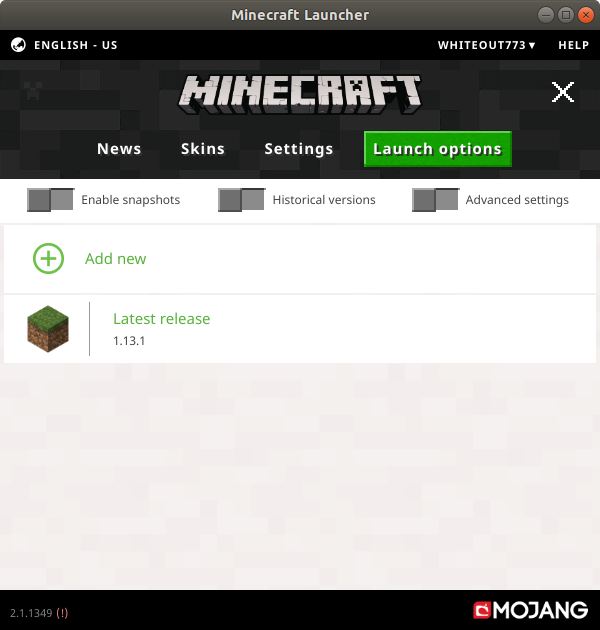 Minecraft Launcher
ENGLISH - US WHITEOUT773 ▾ HELP
MINECRAFT
News Skins Settings Launch options
Enable snapshots Historical versions Advanced settings
Add new
Latest release
1.13.1
2.1.1349 (!) MOJANG